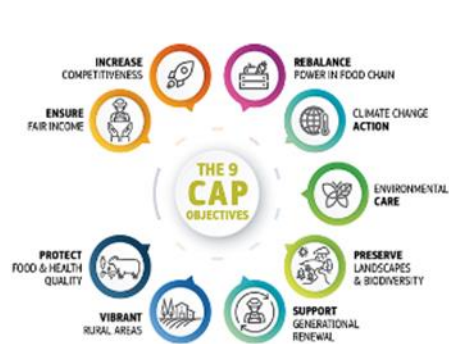 INCREASE
COMPETITIVENESS
REBALANCE
POWER IN FOOD CHAIN
ENSURE
FAIR INCOME
CLIMATE CHANGE
ACTION
THE 9
CAP
OBJECTIVES
ENVIRONMENTAL
CARE
PROTECT
FOOD & HEALTH
QUALITY
PRESERVE
LANDSCAPES
& BIODIVERSITY
VIBRANT
RURAL AREAS
SUPPORT
GENERATIONAL
RENEWAL